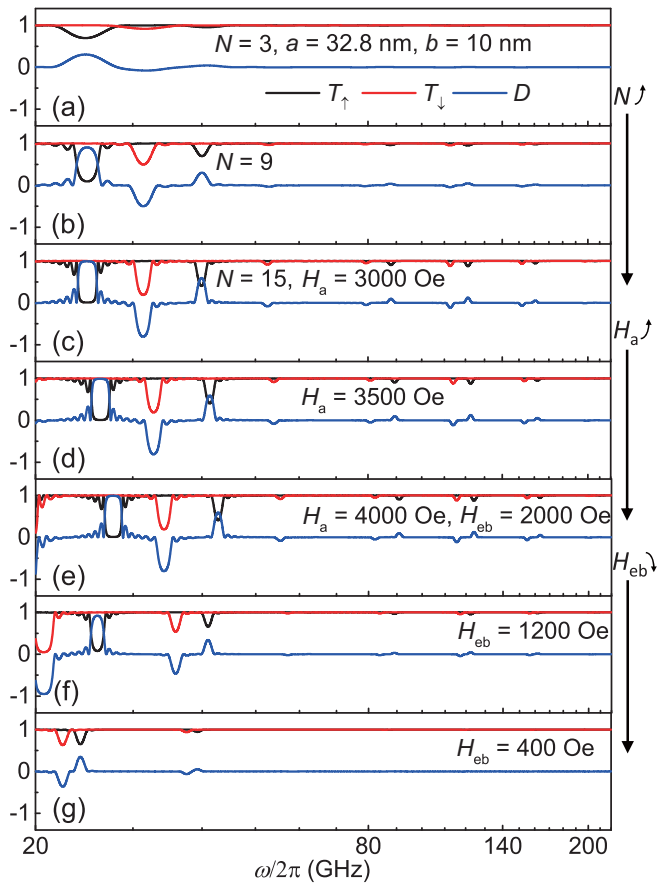 1
0
-1
(a)
N = 3, a = 32.8 nm, b = 10 nm
T↑ T↓ D
N
1
0
-1
(b)
N = 9
1
0
-1
(c)
N = 15, Ha = 3000 Oe
Ha
1
0
-1
(d)
Ha = 3500 Oe
1
0
-1
(e)
Ha = 4000 Oe, Heb = 2000 Oe
Heb
1
0
-1
(f)
Heb = 1200 Oe
1
0
-1
(g)
Heb = 400 Oe
20 80 140 200
ω/2π (GHz)